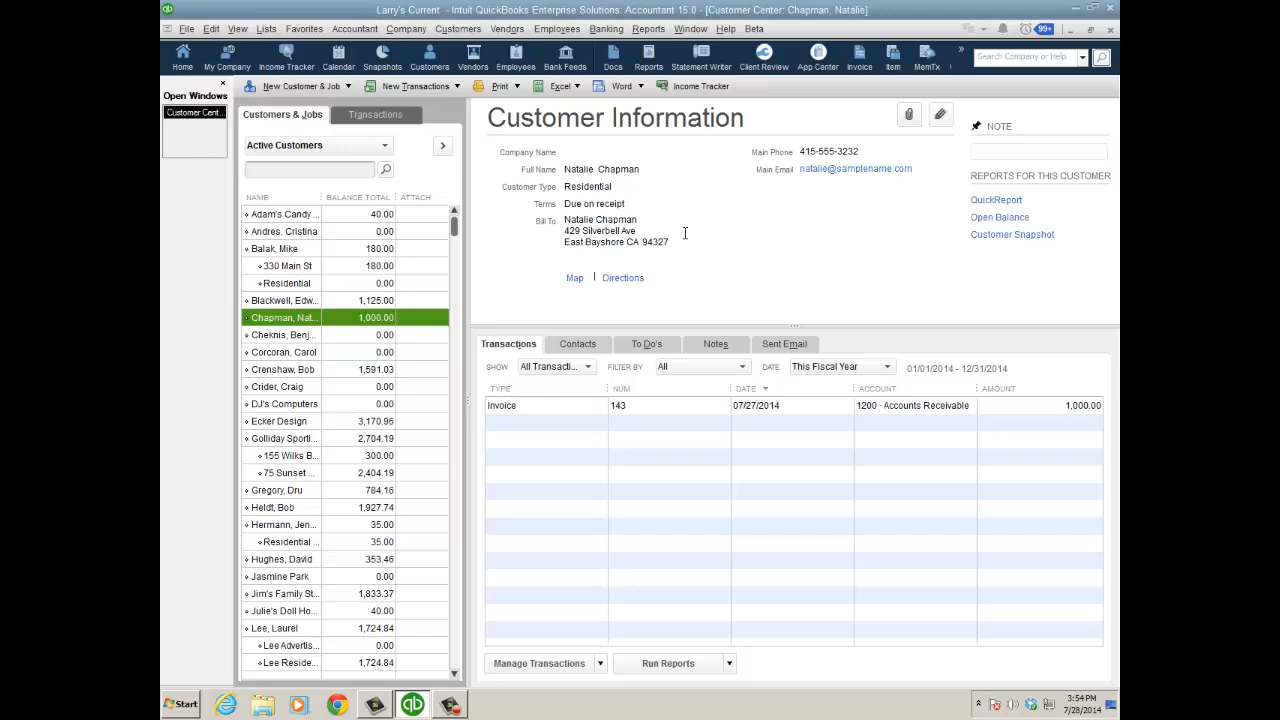 Larry's Current - Intuit QuickBooks Enterprise Solutions: Accountant 15.0 - [Customer Center: Chapman, Natalie]
File Edit View Lists Favorites Accountant Company Customers Vendors Employees Banking Reports Window Help Beta 99+
Home My Company Income Tracker Calendar Snapshots Customers Vendors Employees Bank Feeds Docs Reports Statement Writer Client Review App Center Invoice Item MemTx Search Company or Help
New Customer & Job New Transactions Print Excel Word Income Tracker
Open Windows
Customer Cent...
Customers & Jobs Transactions
Active Customers
NAME BALANCE TOTAL ATTACH
Adam's Candy ... 40.00
Andres, Cristina 0.00
Balak, Mike 180.00
330 Main St 180.00
Residential 0.00
Blackwell, Edw... 1,125.00
Chapman, Nat... 1,000.00
Cheknis, Benj... 0.00
Corcoran, Carol 0.00
Crenshaw, Bob 1,591.03
Crider, Craig 0.00
DJ's Computers 0.00
Ecker Design 3,170.96
Golliday Sporti... 2,704.19
155 Wilks B... 300.00
75 Sunset ... 2,404.19
Gregory, Dru 784.16
Heldt, Bob 1,927.74
Hermann, Jen... 35.00
Residential ... 35.00
Hughes, David 353.46
Jasmine Park 0.00
Jim's Family St... 1,833.37
Julie's Doll Ho... 40.00
Lee, Laurel 1,724.84
Lee Advertis... 0.00
Lee Reside... 1,724.84
Customer Information
Company Name
Full Name Natalie Chapman
Customer Type Residential
Terms Due on receipt
Bill To Natalie Chapman
429 Silverbell Ave
East Bayshore CA 94327
Map | Directions
Main Phone 415-555-3232
Main Email natalie@samplename.com
NOTE
REPORTS FOR THIS CUSTOMER
QuickReport
Open Balance
Customer Snapshot
Transactions Contacts To Do's Notes Sent Email
SHOW All Transacti... FILTER BY All DATE This Fiscal Year 01/01/2014 - 12/31/2014
TYPE NUM DATE ACCOUNT AMOUNT
Invoice 143 07/27/2014 1200 · Accounts Receivable 1,000.00
Manage Transactions Run Reports
Start
3:54 PM
7/28/2014